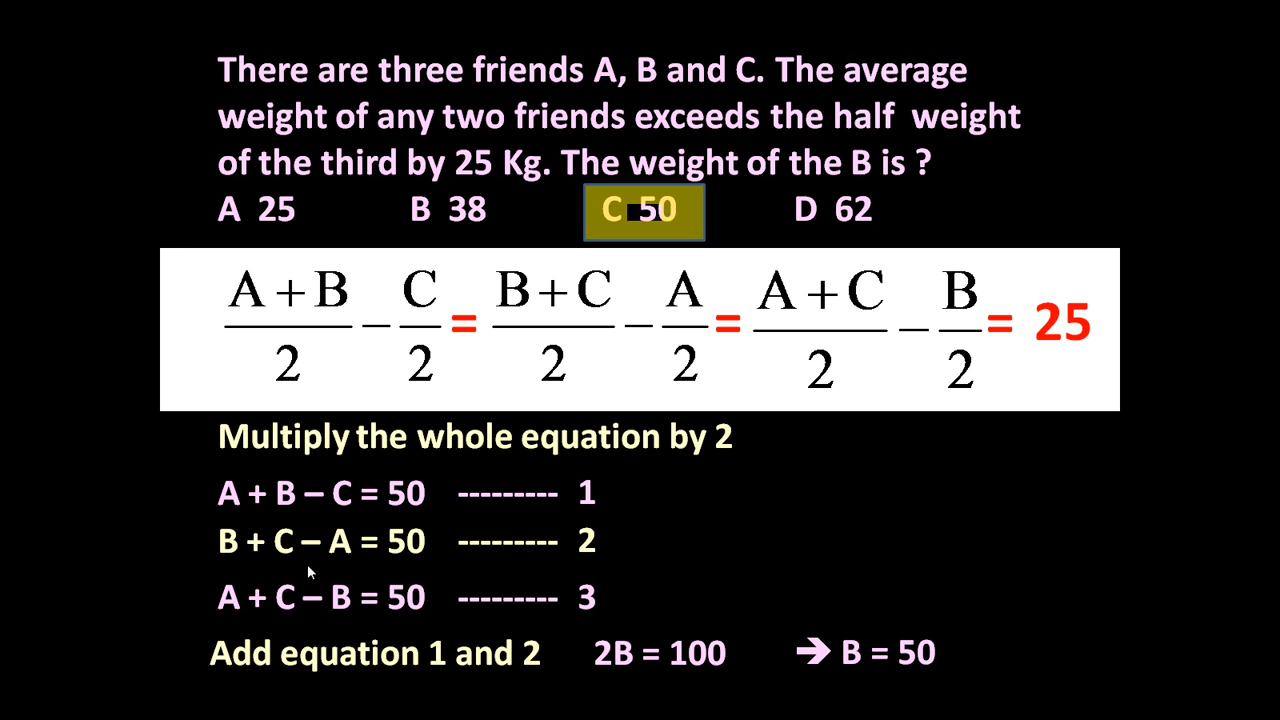 There are three friends A, B and C. The average
weight of any two friends exceeds the half weight
of the third by 25 Kg. The weight of the B is ?
A 25 B 38 C 50 D 62
A + B / 2 − C / 2 = B + C / 2 − A / 2 = A + C / 2 − B / 2 = 25
Multiply the whole equation by 2
A + B – C = 50 --------- 1
B + C – A = 50 --------- 2
A + C – B = 50 --------- 3
Add equation 1 and 2 2B = 100 ➔ B = 50